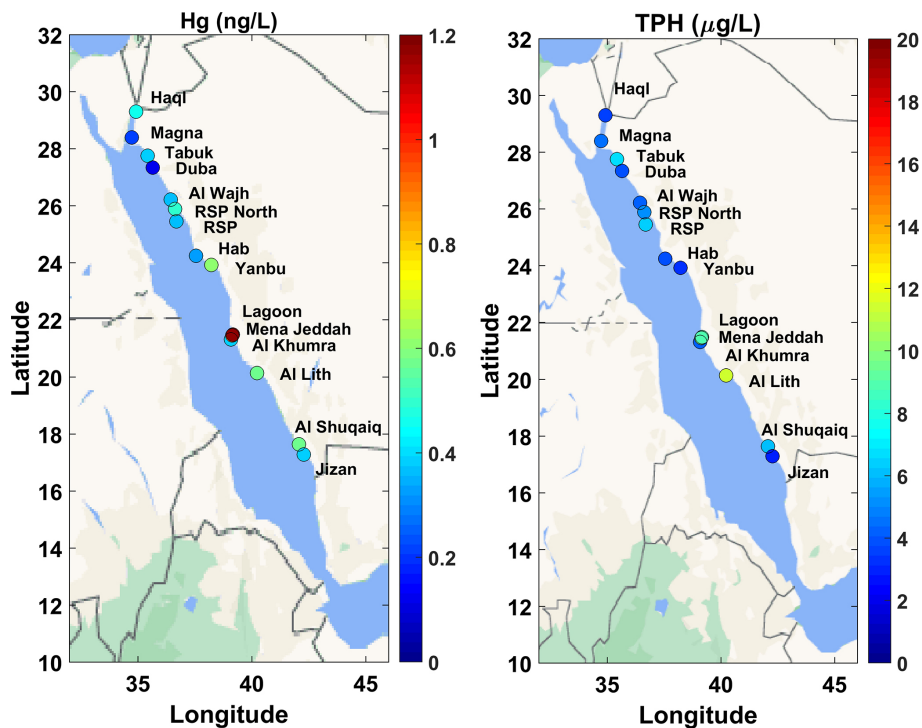 Hg (ng/L)
32
30
28
26
24
22
20
18
16
14
12
10
Latitude
35
40
45
Longitude
Haql
Magna
Tabuk
Duba
Al Wajh
RSP North
RSP
Hab
Yanbu
Lagoon
Mena Jeddah
Al Khumra
Al Lith
Al Shuqaiq
Jizan
1.2
1
0.8
0.6
0.4
0.2
0
TPH (μg/L)
32
30
28
26
24
22
20
18
16
14
12
10
Latitude
35
40
45
Longitude
Haql
Magna
Tabuk
Duba
Al Wajh
RSP North
RSP
Hab
Yanbu
Lagoon
Mena Jeddah
Al Khumra
Al Lith
Al Shuqaiq
Jizan
20
18
16
14
12
10
8
6
4
2
0